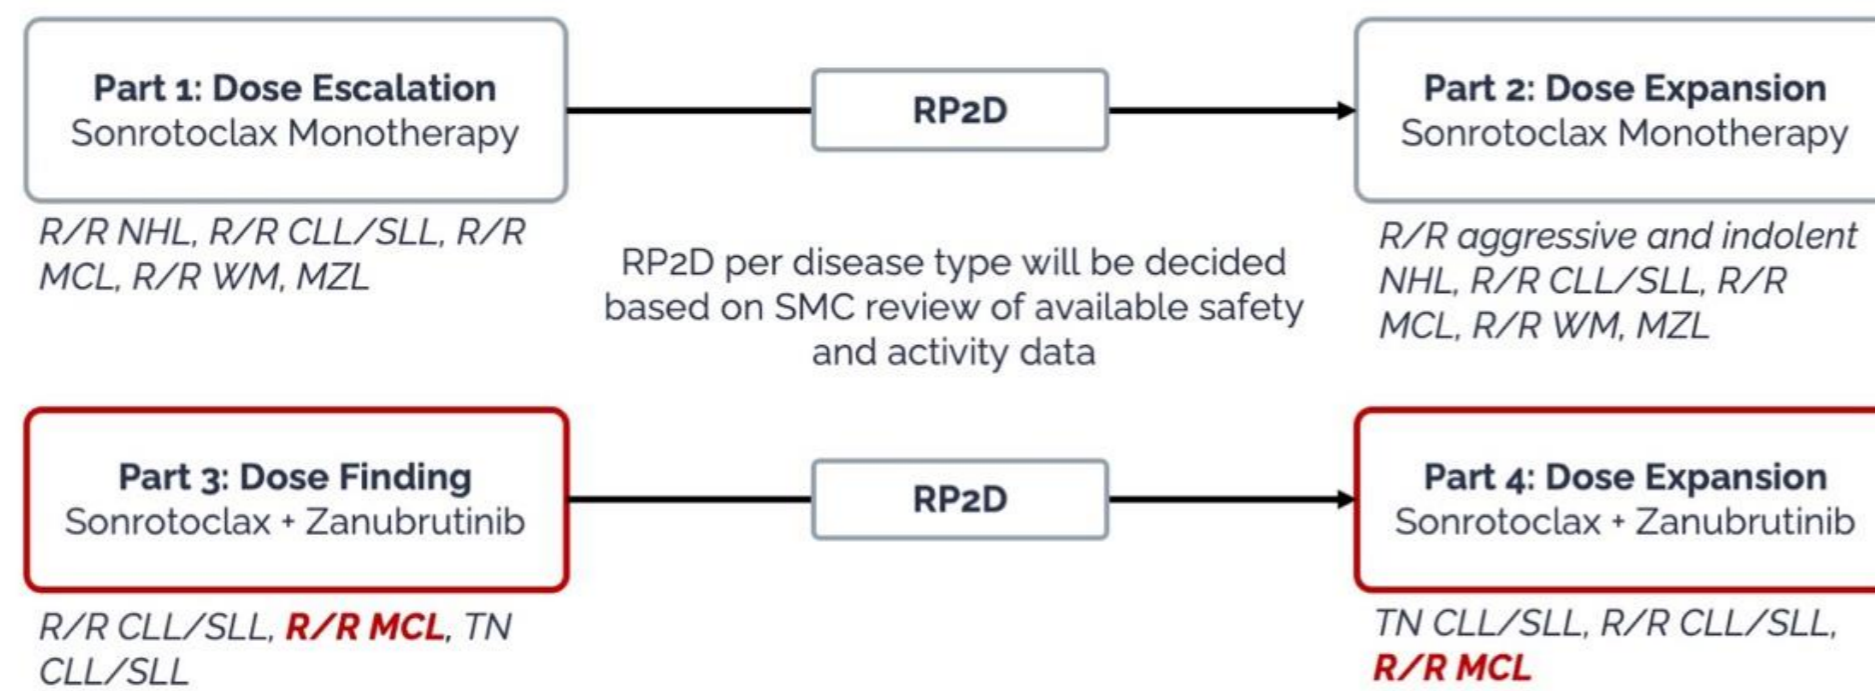 Part 1: Dose Escalation
Sonrotoclax Monotherapy
R/R NHL, R/R CLL/SLL, R/R
MCL, R/R WM, MZL
RP2D
RP2D per disease type will be decided
based on SMC review of available safety
and activity data
Part 2: Dose Expansion
Sonrotoclax Monotherapy
R/R aggressive and indolent
NHL, R/R CLL/SLL, R/R
MCL, R/R WM, MZL
Part 3: Dose Finding
Sonrotoclax + Zanubrutinib
R/R CLL/SLL, R/R MCL, TN
CLL/SLL
RP2D
Part 4: Dose Expansion
Sonrotoclax + Zanubrutinib
TN CLL/SLL, R/R CLL/SLL,
R/R MCL